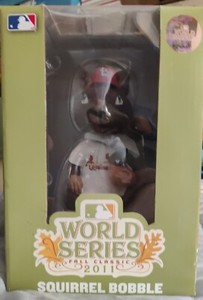 WORLD
SERIES
FALL CLASSIC
2011
SQUIRREL BOBBLE